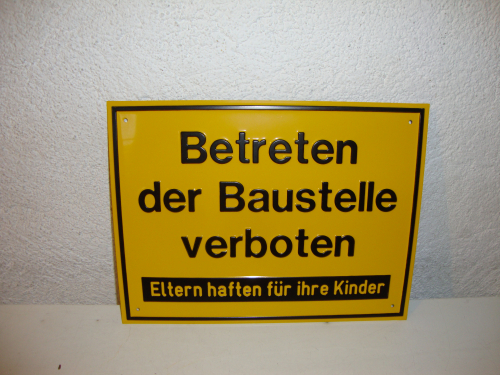 Betreten
der Baustelle
verboten
Eltern haften für ihre Kinder